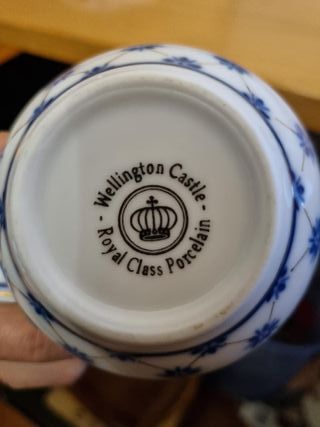 - Wellington Castle -
Royal Class Porcelain